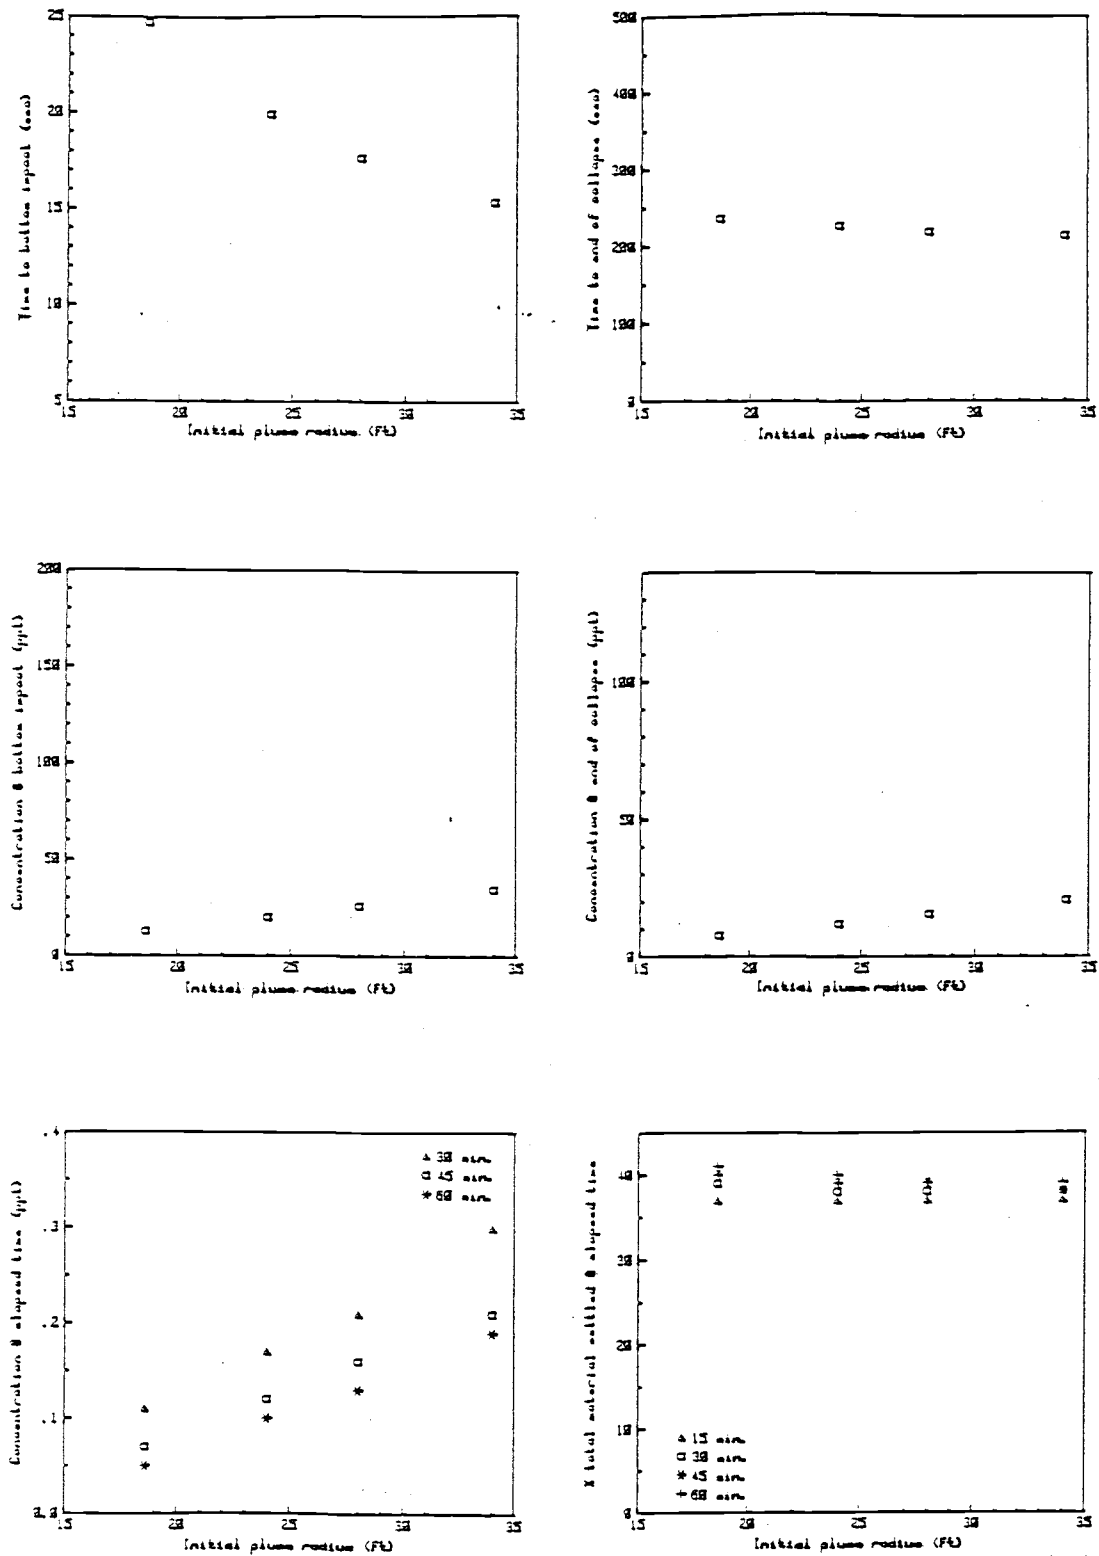 25
20
15
10
5
Time to bottom impact (sec)
15 20 25 30 35
Initial plume radius (ft)
500
400
300
200
100
0
Time to end of collapse (sec)
15 20 25 30 35
Initial plume radius (ft)
200
150
100
50
0
Concentration @ bottom impact (ppt)
15 20 25 30 35
Initial plume radius (ft)
100
50
0
Concentration @ end of collapse (ppt)
15 20 25 30 35
Initial plume radius (ft)
.4
.3
.2
.1
0.0
Concentration @ elapsed time (ppt)
30 min.
45 min.
60 min.
15 20 25 30 35
Initial plume radius (ft)
40
30
20
10
0
% total material settled @ elapsed time
15 min.
30 min.
45 min.
60 min.
15 20 25 30 35
Initial plume radius (ft)